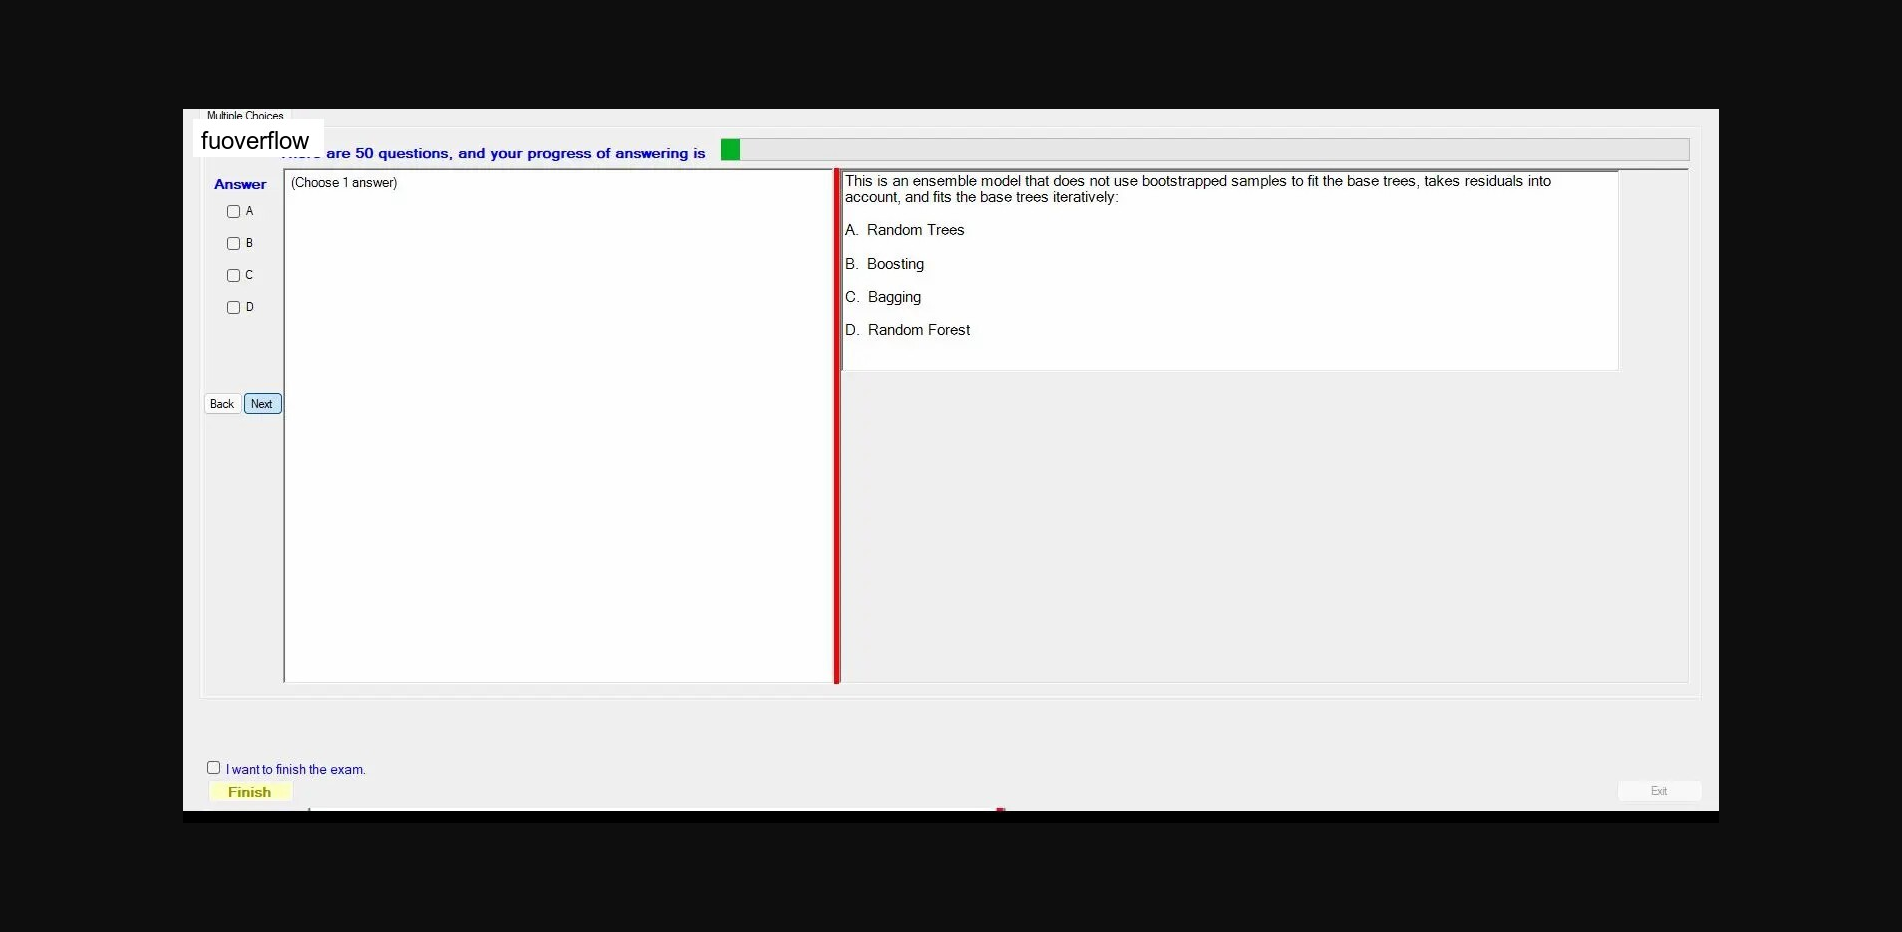 Multiple Choices
fuoverflow
are 50 questions, and your progress of answering is
Answer
(Choose 1 answer)
A
B
C
D
Back
Next
This is an ensemble model that does not use bootstrapped samples to fit the base trees, takes residuals into
account, and fits the base trees iteratively:
A. Random Trees
B. Boosting
C. Bagging
D. Random Forest
I want to finish the exam.
Finish
Exit